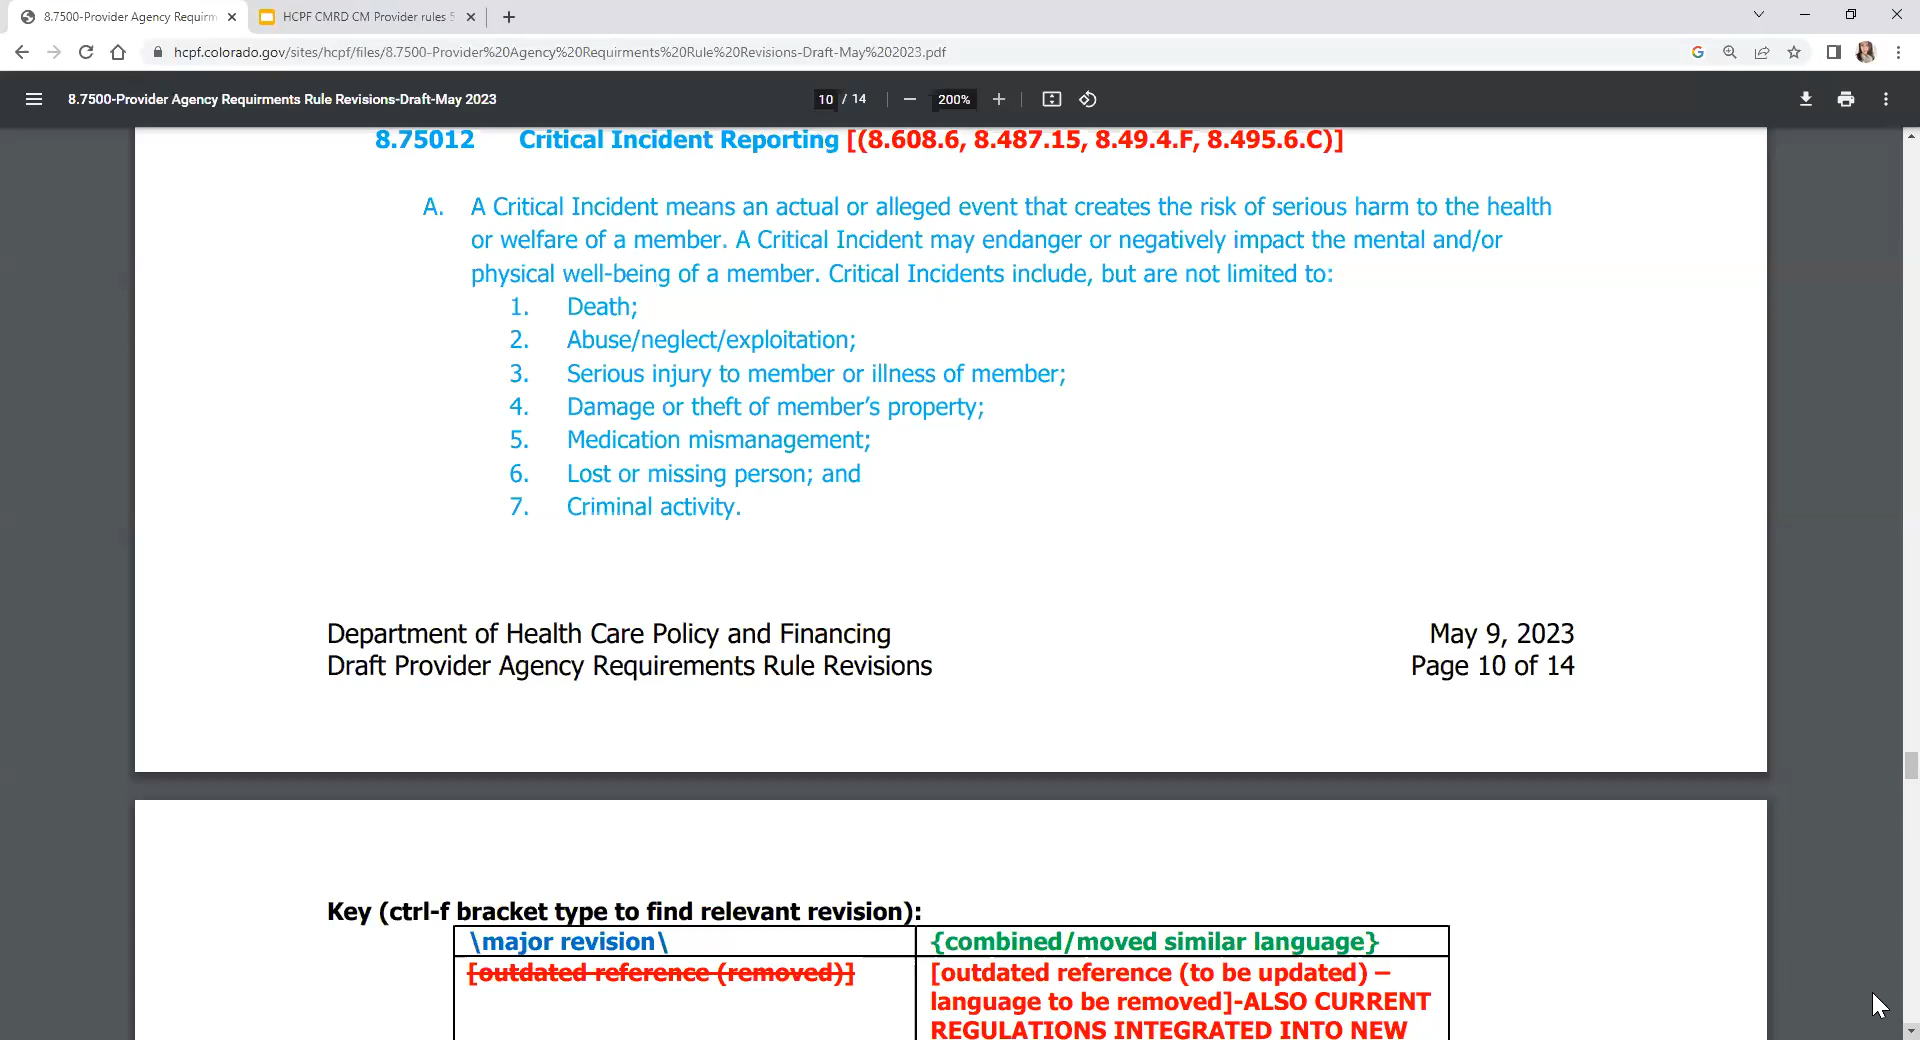 8.7500-Provider Agency Requirm
HCPF CMRD CM Provider rules 5
hcpf.colorado.gov/sites/hcpf/files/8.7500-Provider%20Agency%20Requirments%20Rule%20Revisions-Draft-May%202023.pdf
8.7500-Provider Agency Requirments Rule Revisions-Draft-May 2023
10 / 14
200%
8.75012 Critical Incident Reporting [(8.608.6, 8.487.15, 8.49.4.F, 8.495.6.C)]
A. A Critical Incident means an actual or alleged event that creates the risk of serious harm to the health
or welfare of a member. A Critical Incident may endanger or negatively impact the mental and/or
physical well-being of a member. Critical Incidents include, but are not limited to:
1. Death;
2. Abuse/neglect/exploitation;
3. Serious injury to member or illness of member;
4. Damage or theft of member’s property;
5. Medication mismanagement;
6. Lost or missing person; and
7. Criminal activity.
Department of Health Care Policy and Financing May 9, 2023
Draft Provider Agency Requirements Rule Revisions Page 10 of 14
Key (ctrl-f bracket type to find relevant revision):
\major revision\ {combined/moved similar language}
[outdated reference (removed)] [outdated reference (to be updated) –
language to be removed]-ALSO CURRENT
REGULATIONS INTEGRATED INTO NEW